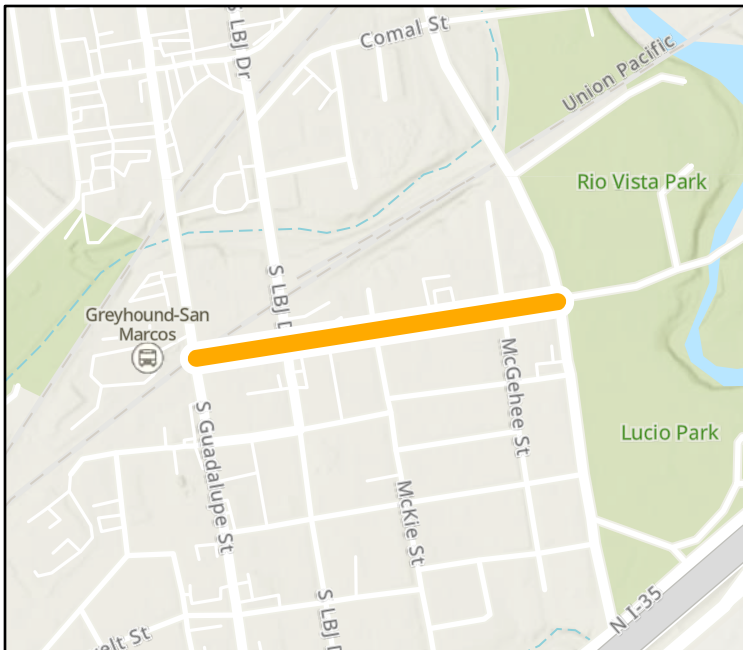 S LBJ Dr
Comal St
Union Pacific
Rio Vista Park
S LBJ D
Greyhound-San
Marcos
McGehee St
S Guadalupe St
Lucio Park
McKie St
S LBJ D
N I-35
elt St